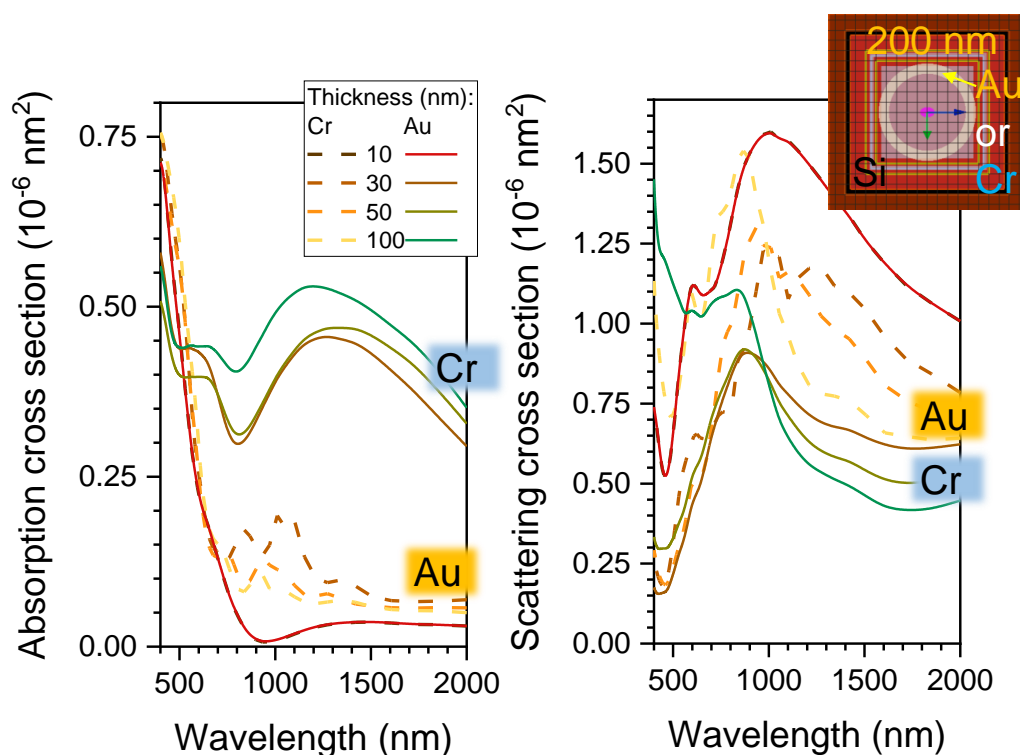 Absorption cross section (10⁻⁶ nm²)
0.75
0.50
0.25
0.00
Thickness (nm):
Cr Au
10
30
50
100
Cr
Au
500 1000 1500 2000
Wavelength (nm)
Scattering cross section (10⁻⁶ nm²)
1.50
1.25
1.00
0.75
0.50
0.25
0.00
200 nm
Au
or
Si Cr
Au
Cr
500 1000 1500 2000
Wavelength (nm)